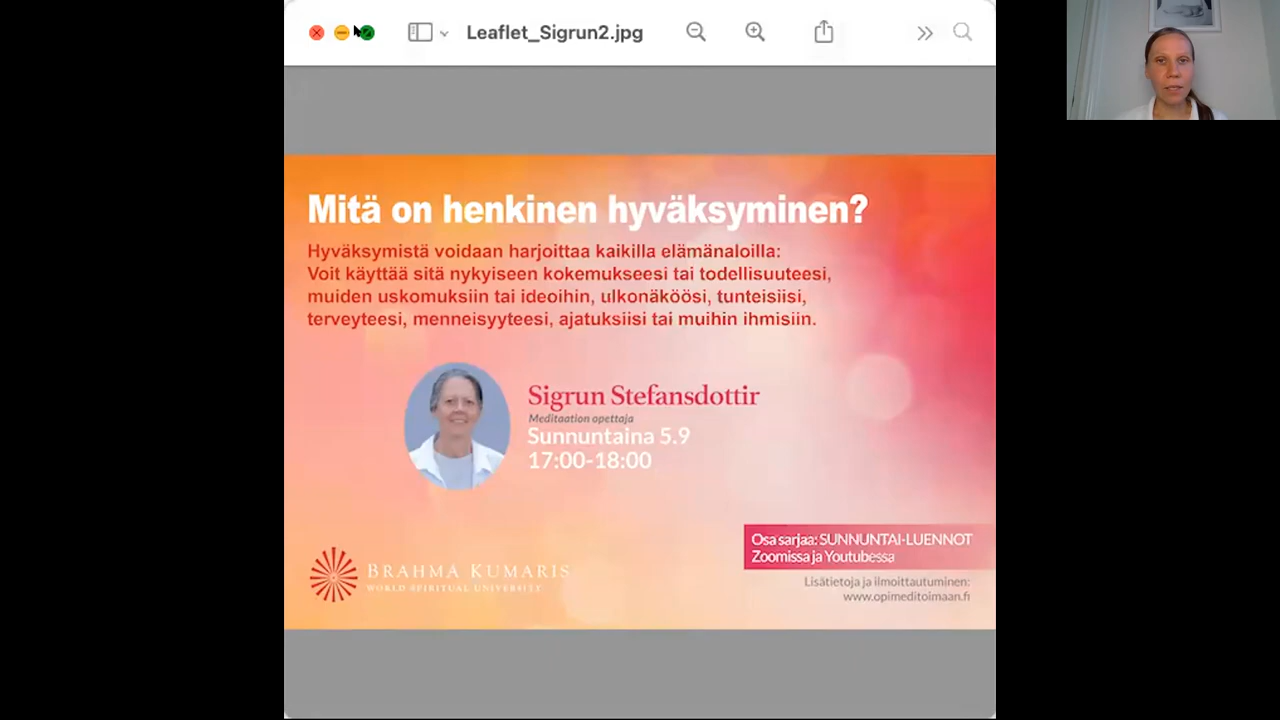 Leaflet_Sigrun2.jpg
Mitä on henkinen hyväksyminen?
Hyväksymistä voidaan harjoittaa kaikilla elämänaloilla:
Voit käyttää sitä nykyiseen kokemukseesi tai todellisuuteesi,
muiden uskomuksiin tai ideoihin, ulkonäköösi, tunteisiisi,
terveyteesi, menneisyyteesi, ajatuksiisi tai muihin ihmisiin.
Sigrun Stefansdottir
Meditaation opettaja
Sunnuntaina 5.9
17:00-18:00
Osa sarjaa: SUNNUNTAI-LUENNOT
Zoomissa ja Youtubessa
Lisätietoja ja ilmoittautuminen:
www.opimeditoimaan.fi
BRAHMA KUMARIS
WORLD SPIRITUAL UNIVERSITY